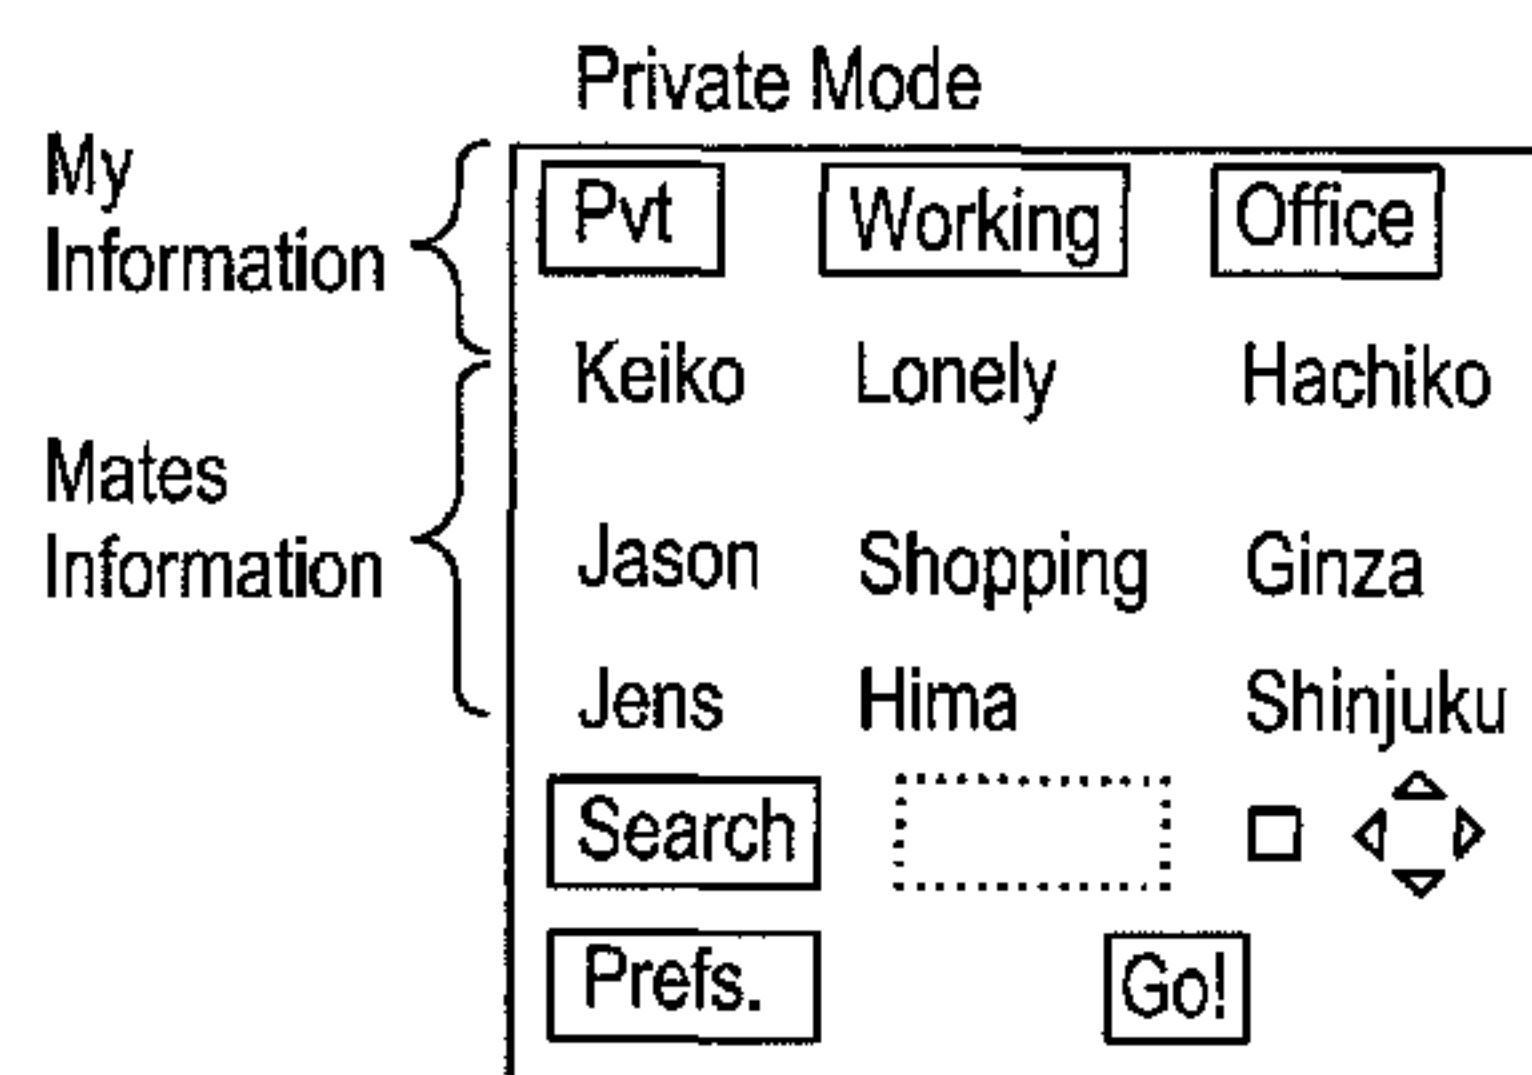 Private Mode
My
Information
Pvt Working Office
Keiko Lonely Hachiko
Mates
Information
Jason Shopping Ginza
Jens Hima Shinjuku
Search
Prefs. Go!